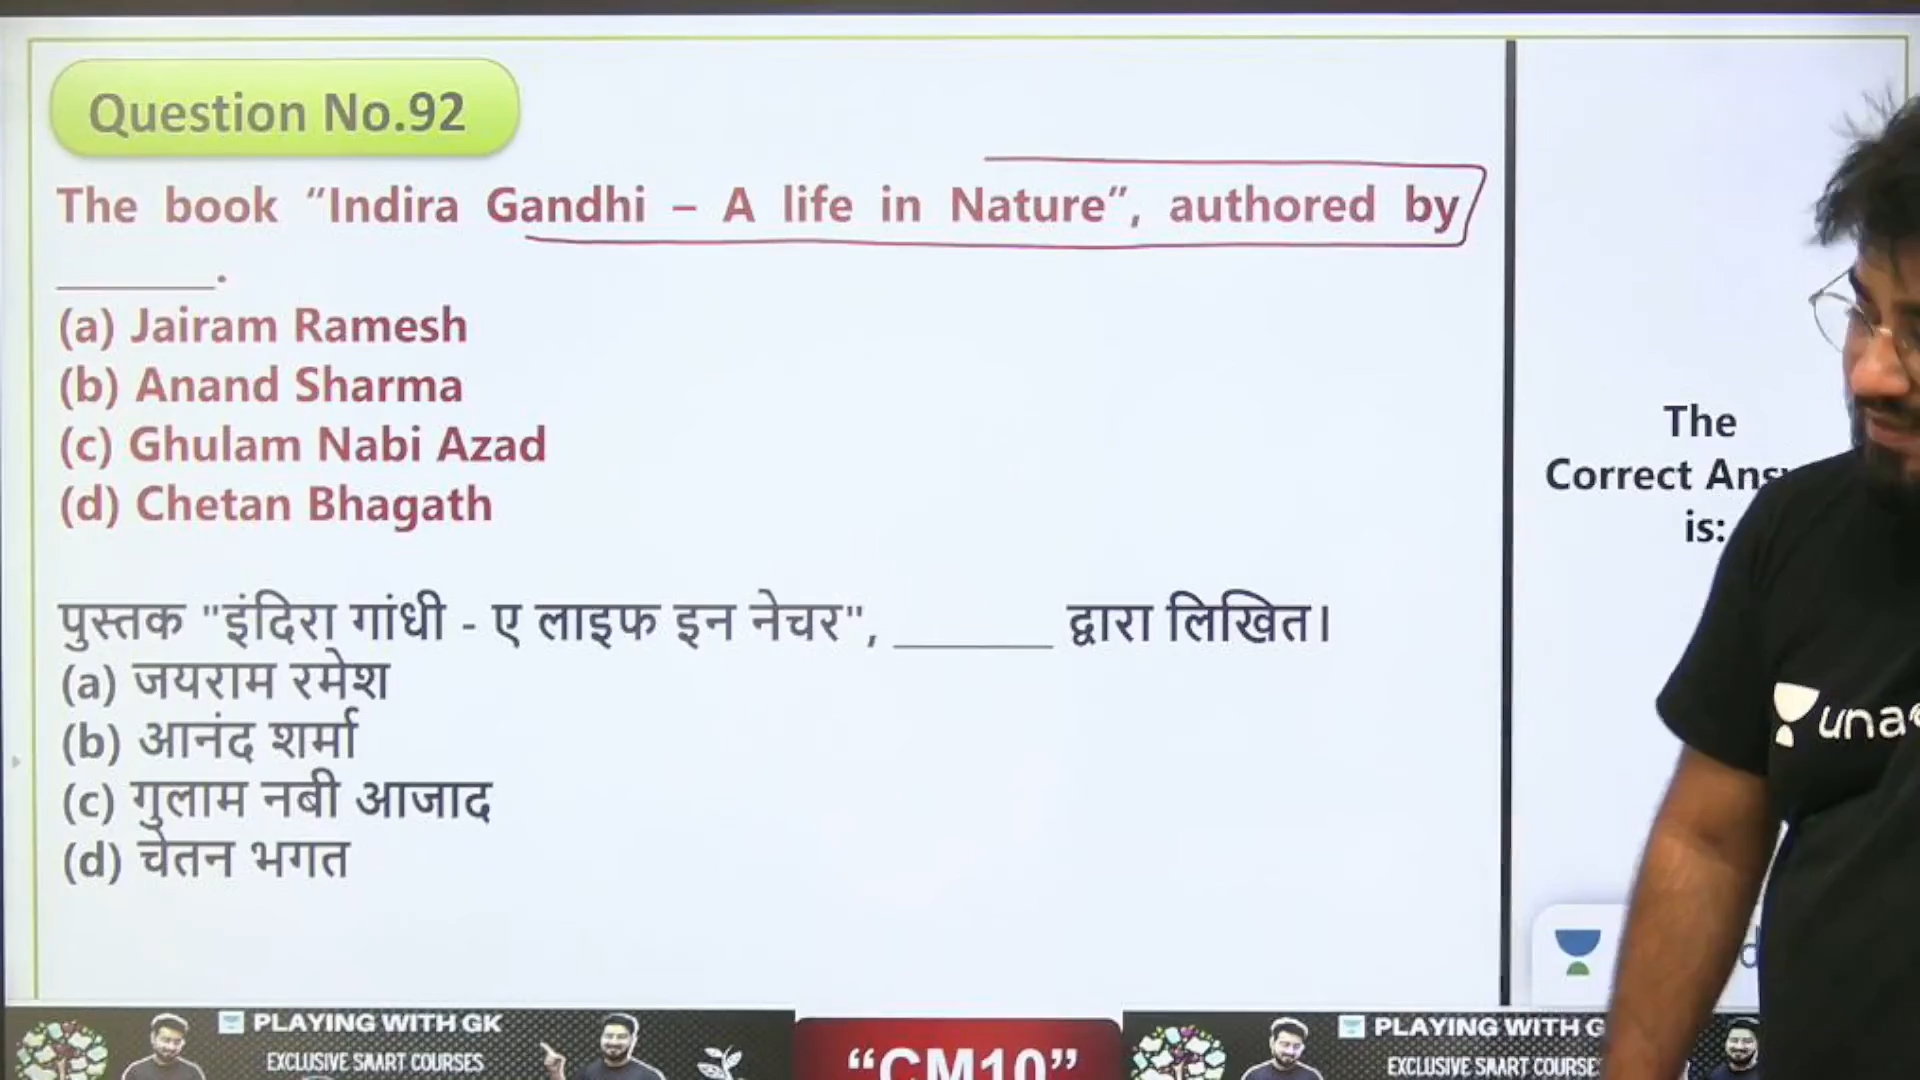 Question No.92
The book “Indira Gandhi – A life in Nature”, authored by
______.
(a) Jairam Ramesh
(b) Anand Sharma
(c) Ghulam Nabi Azad
(d) Chetan Bhagath
पुस्तक "इंदिरा गांधी - ए लाइफ इन नेचर", ______ द्वारा लिखित।
(a) जयराम रमेश
(b) आनंद शर्मा
(c) गुलाम नबी आजाद
(d) चेतन भगत
The
Correct
is:
una
PLAYING WITH GK
EXCLUSIVE SMART COURSES
“CM10”
PLAYING WITH G
EXCLUSIVE SMART COURSE